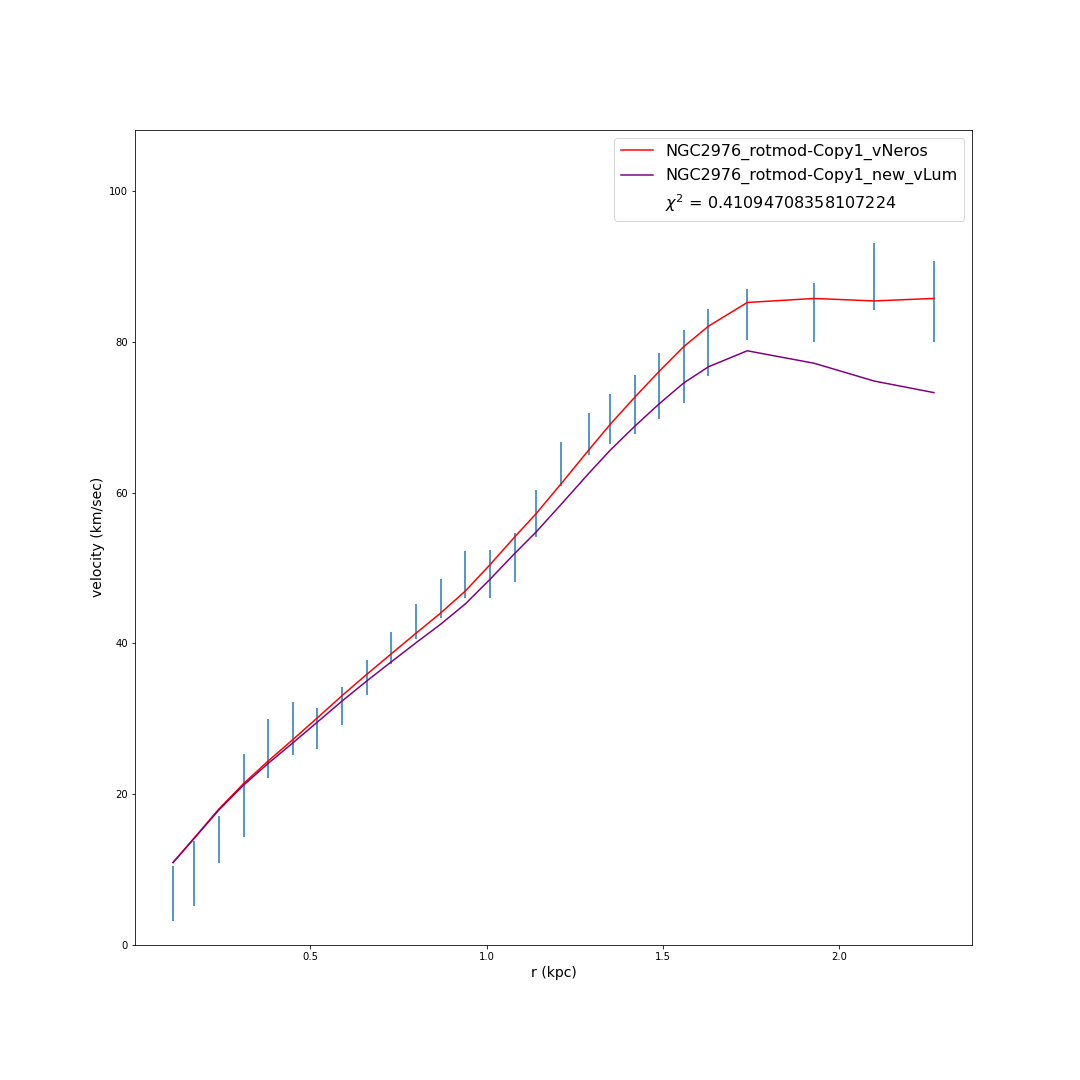 NGC2976_rotmod-Copy1_vNeros
NGC2976_rotmod-Copy1_new_vLum
χ² = 0.41094708358107224
100
80
60
40
20
0
velocity (km/sec)
0.5 1.0 1.5 2.0
r (kpc)